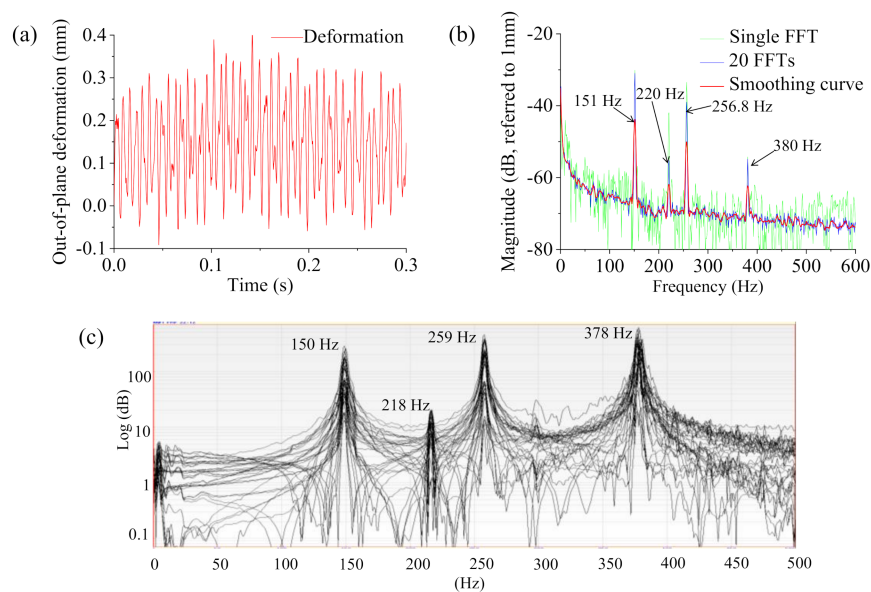 (a)
Deformation
Out-of-plane deformation (mm)
0.4
0.3
0.2
0.1
0.0
-0.1
0.0
0.1
0.2
0.3
Time (s)
(b)
Single FFT
20 FFTs
Smoothing curve
151 Hz
220 Hz
256.8 Hz
380 Hz
Magnitude (dB, referred to 1mm)
-20
-40
-60
-80
0
100
200
300
400
500
600
Frequency (Hz)
(c)
150 Hz
218 Hz
259 Hz
378 Hz
Log (dB)
100
10
1
0.1
0
50
100
150
200
250
300
350
400
450
500
(Hz)